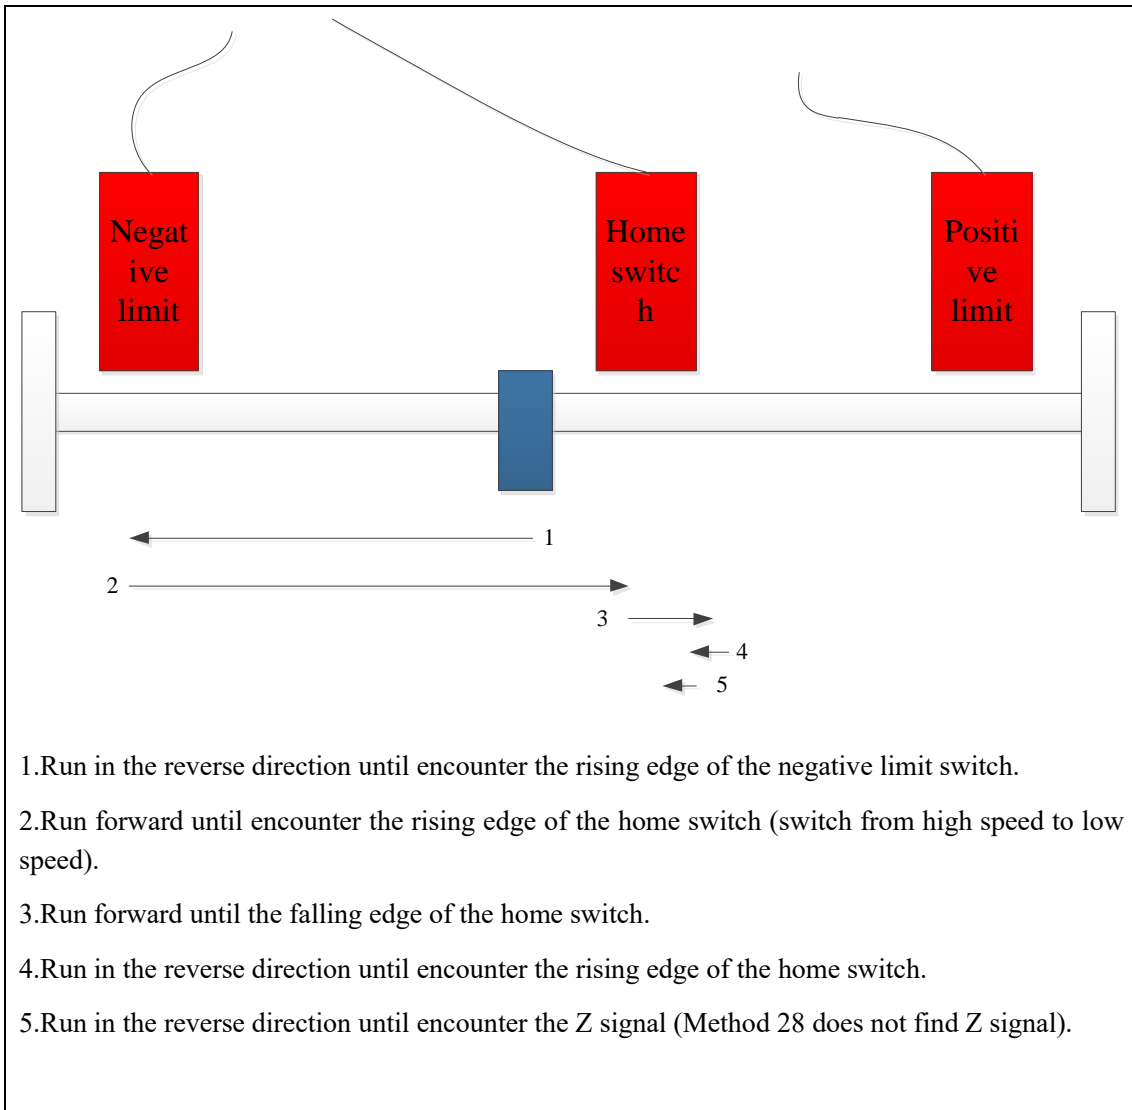 Negat
ive
limit
Home
switc
h
Positi
ve
limit
1
2
3
4
5
1.Run in the reverse direction until encounter the rising edge of the negative limit switch.
2.Run forward until encounter the rising edge of the home switch (switch from high speed to low
speed).
3.Run forward until the falling edge of the home switch.
4.Run in the reverse direction until encounter the rising edge of the home switch.
5.Run in the reverse direction until encounter the Z signal (Method 28 does not find Z signal).